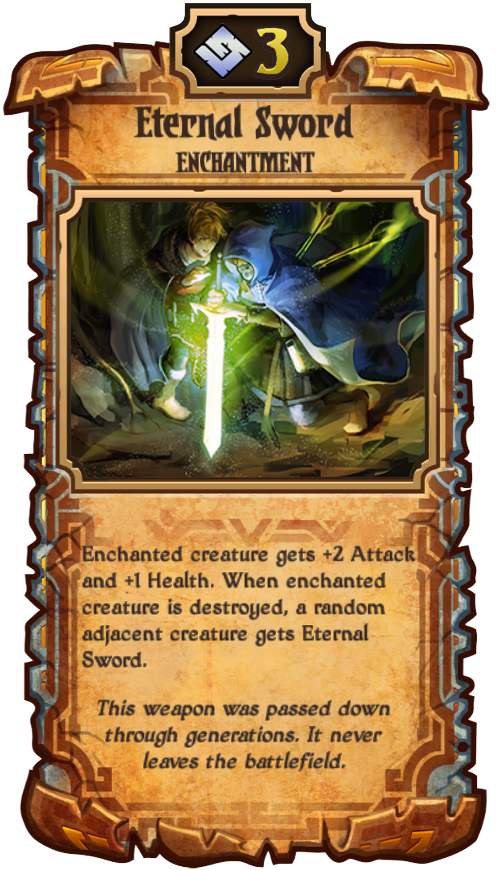 3
Eternal Sword
ENCHANTMENT
Enchanted creature gets +2 Attack
and +1 Health. When enchanted
creature is destroyed, a random
adjacent creature gets Eternal
Sword.
This weapon was passed down
through generations. It never
leaves the battlefield.